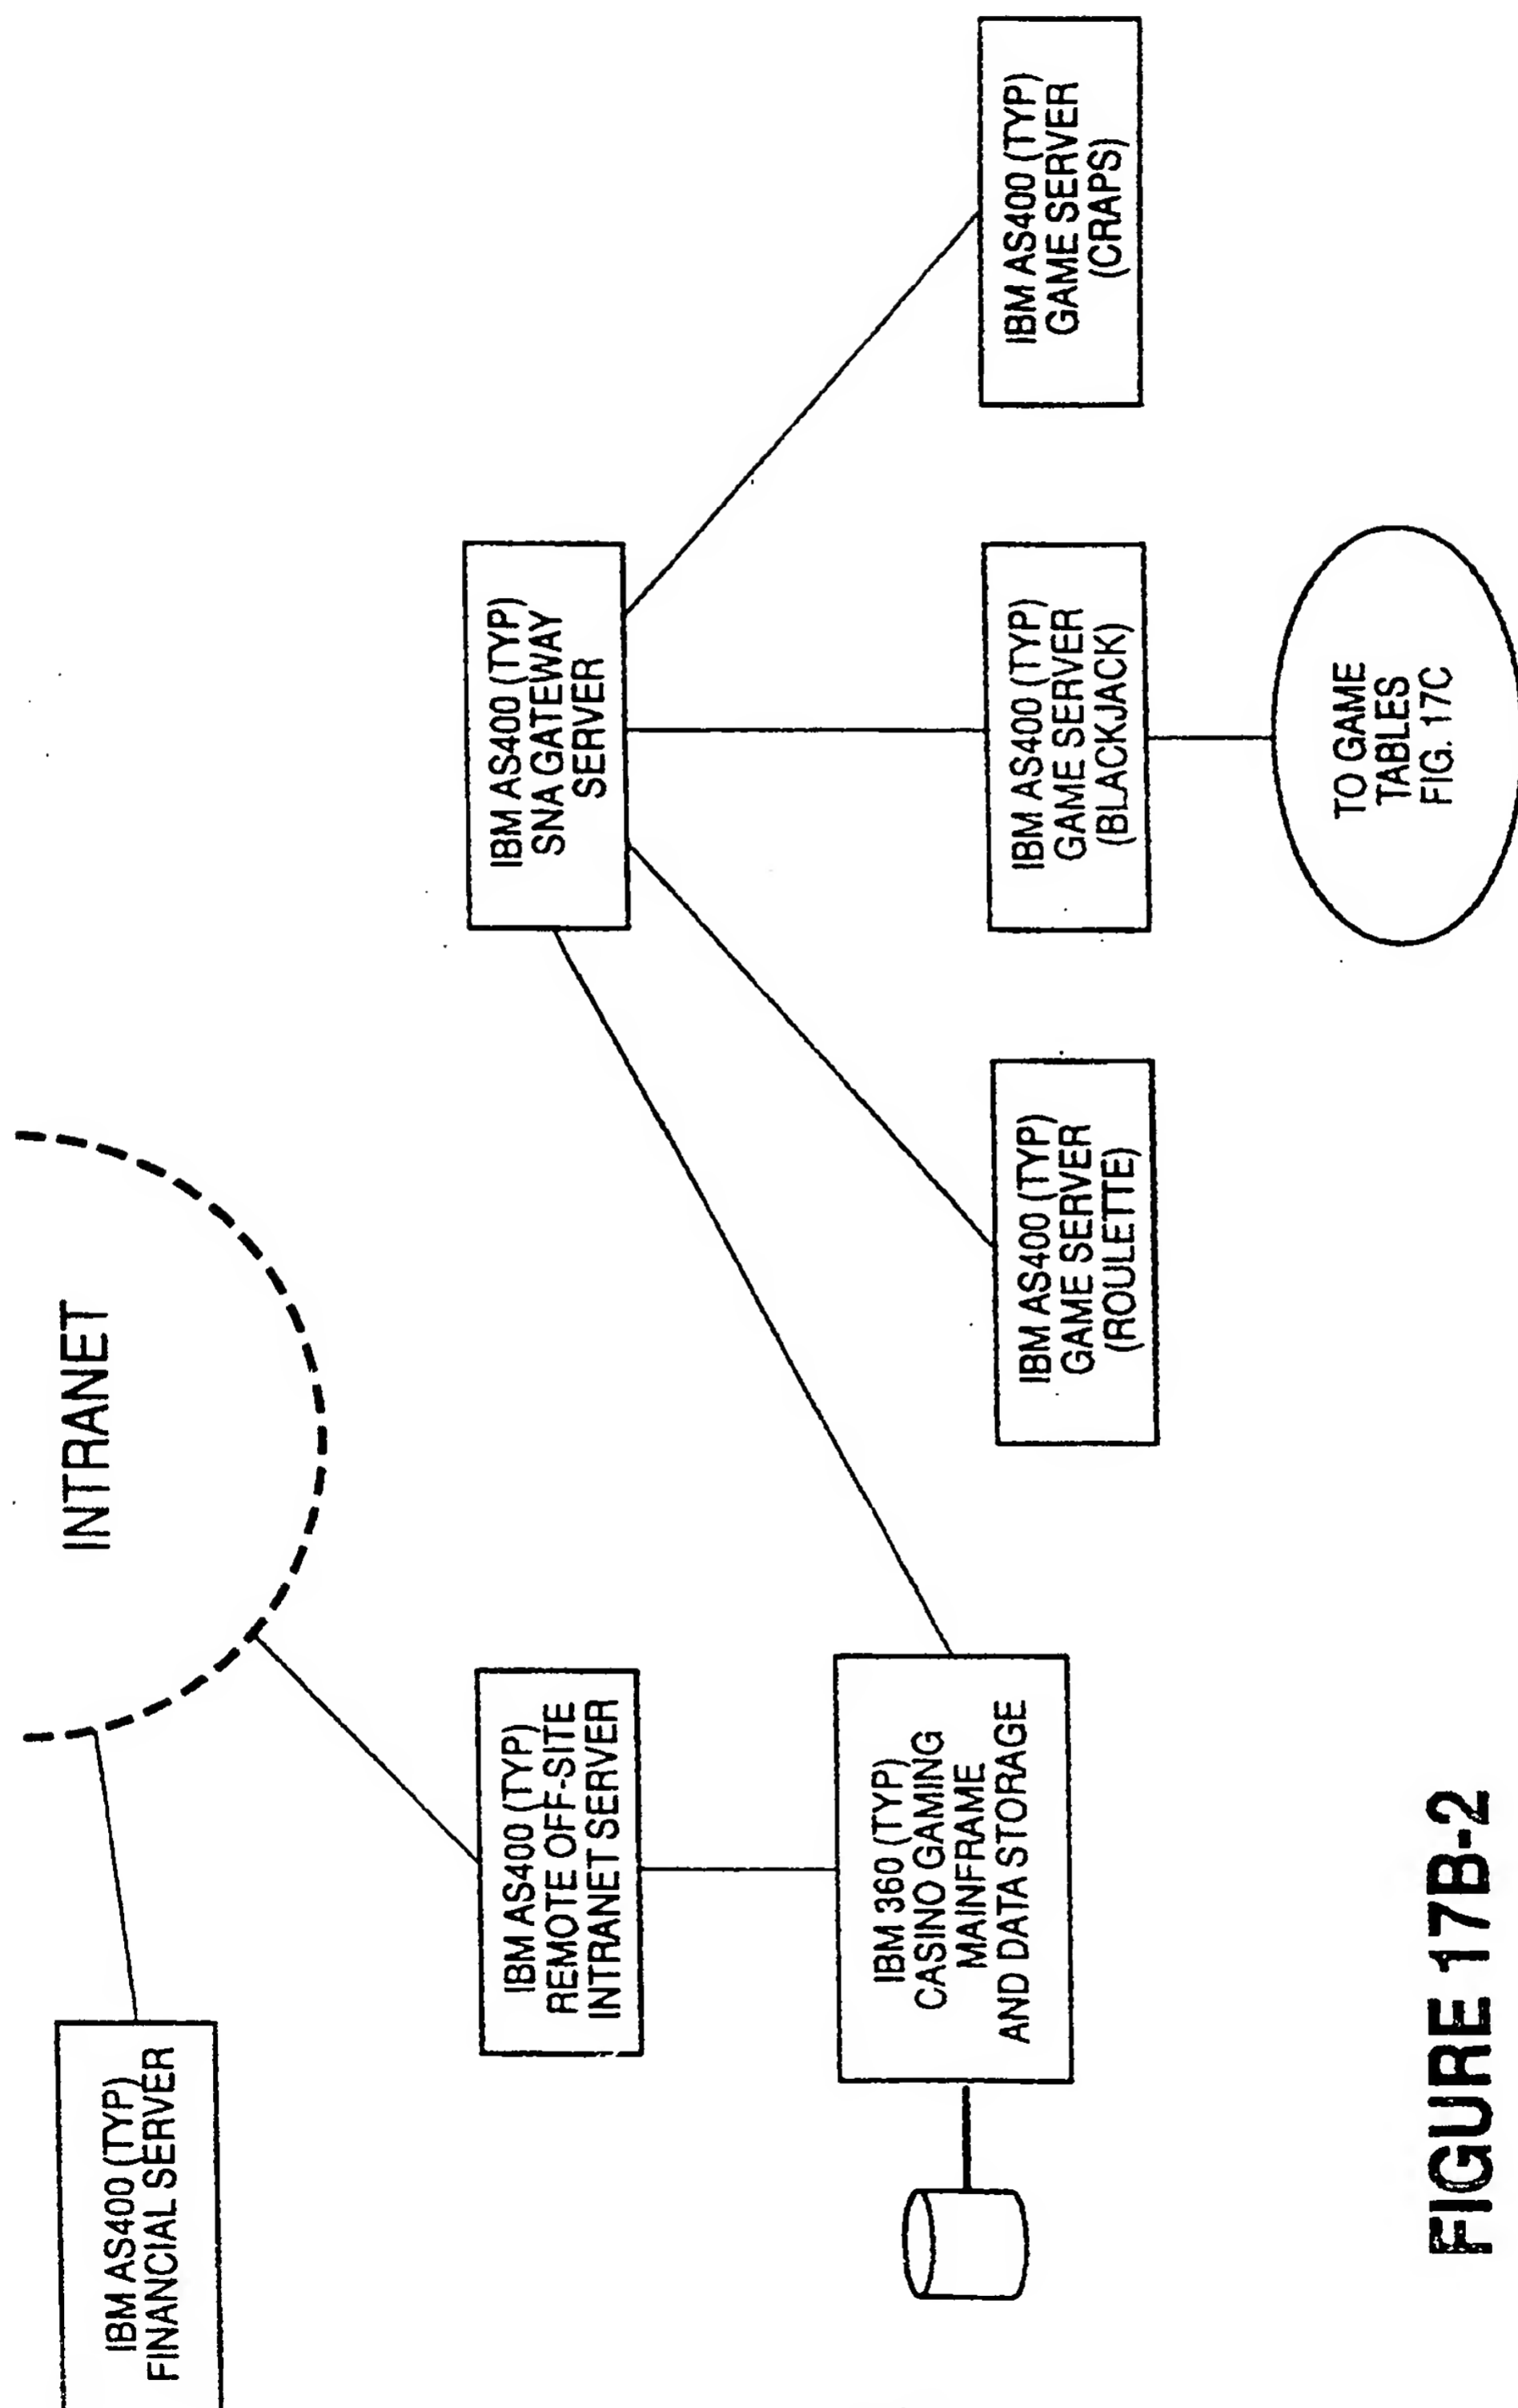 INTRANET
IBM AS400 (TYP)
FINANCIAL SERVER
IBM AS400 (TYP)
REMOTE OFF-SITE
INTRANET SERVER
IBM AS400 (TYP)
SNA GATEWAY
SERVER
IBM 360 (TYP)
CASINO GAMING
MAINFRAME
AND DATA STORAGE
IBM AS400 (TYP)
GAME SERVER
(ROULETTE)
IBM AS400 (TYP)
GAME SERVER
(BLACKJACK)
IBM AS400 (TYP)
GAME SERVER
(CRAPS)
TO GAME
TABLES
FIG. 17C
FIGURE 17B-2